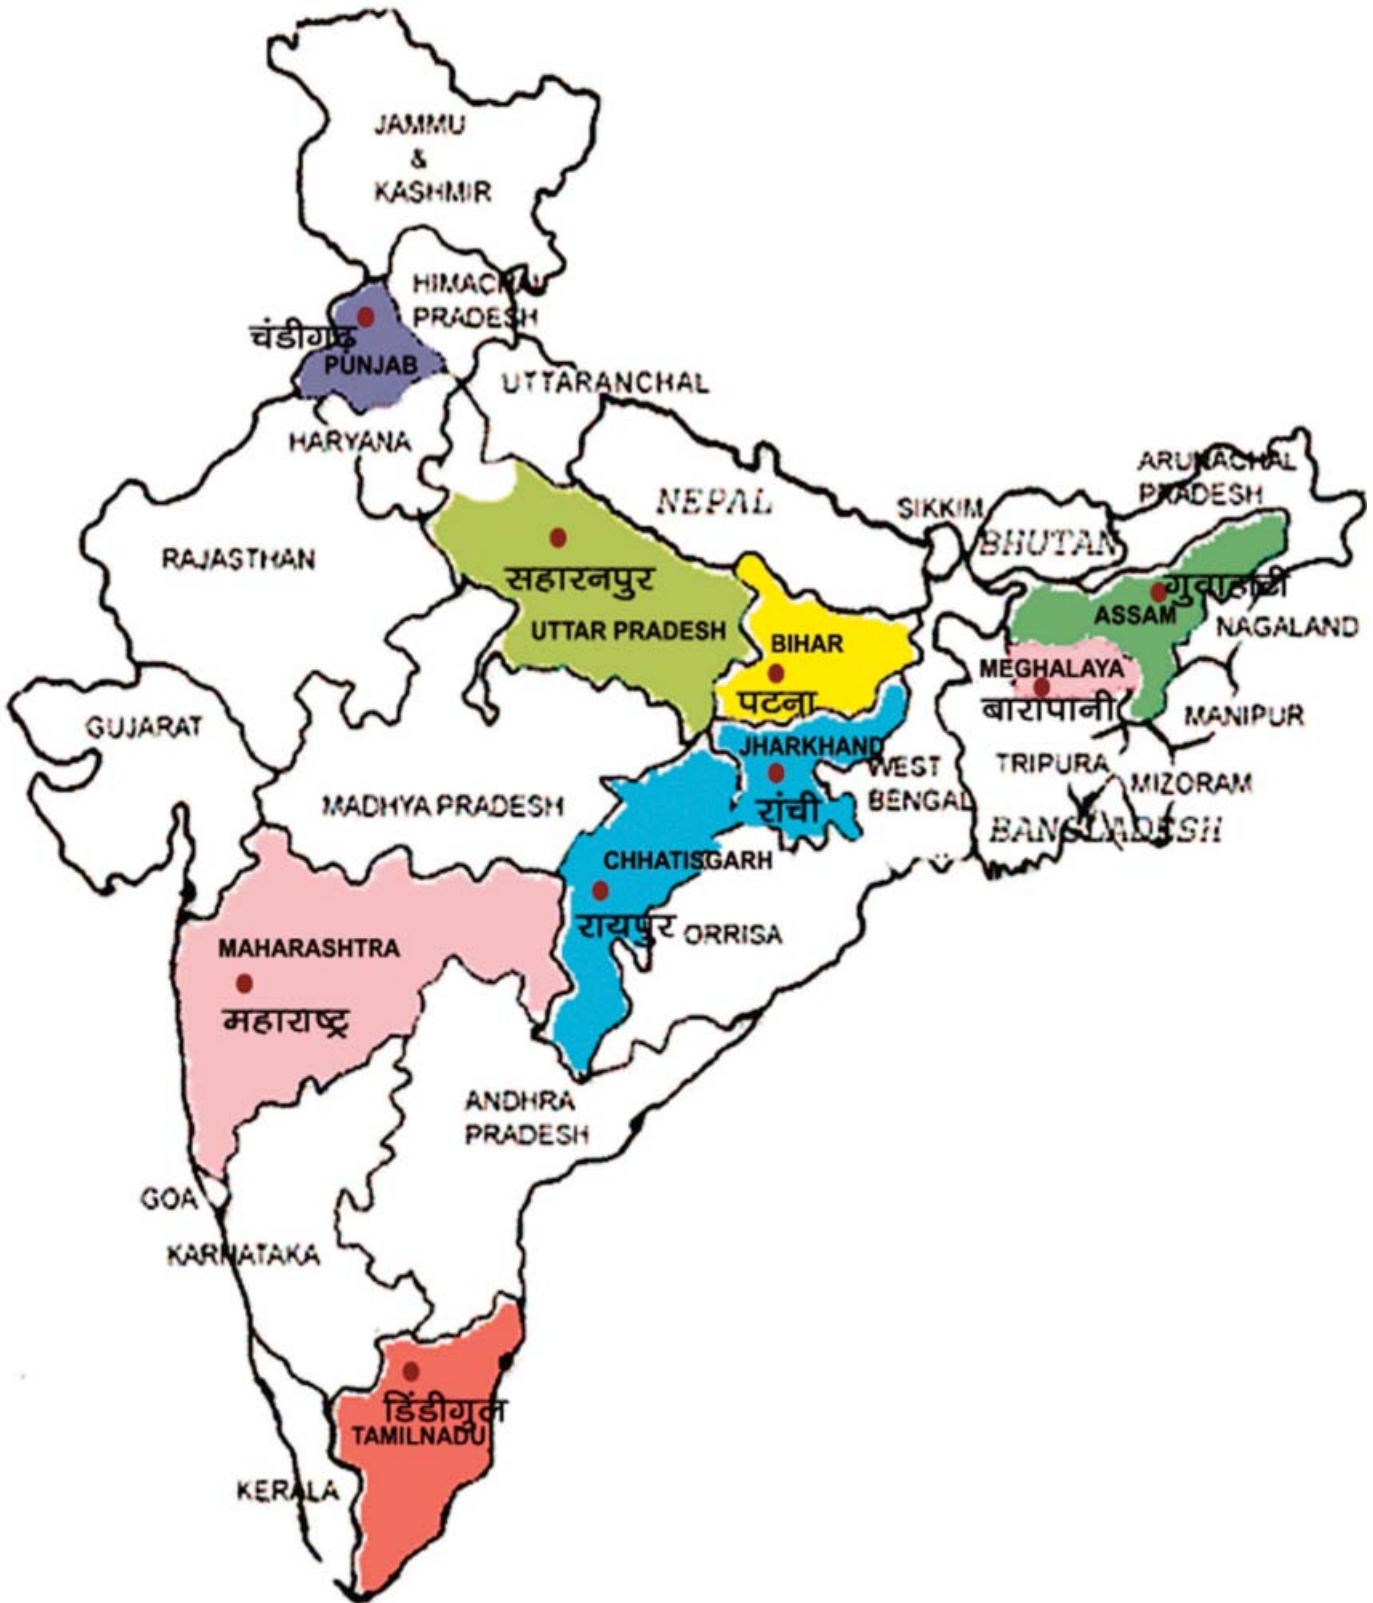 JAMMU
&
KASHMIR
HIMACHAL
PRADESH
चंडीगढ़
PUNJAB
UTTARANCHAL
HARYANA
NEPAL
SIKKIM
ARUNACHAL
PRADESH
BHUTAN
RAJASTHAN
सहारनपुर
गुवाहाटी
ASSAM
NAGALAND
UTTAR PRADESH
BIHAR
MEGHALAYA
पटना
बारापानी
MANIPUR
GUJARAT
JHARKHAND
WEST
BENGAL
TRIPURA
MIZORAM
MADHYA PRADESH
रांची
BANGLADESH
CHHATISGARH
रायपुर
ORRISA
MAHARASHTRA
महाराष्ट्र
ANDHRA
PRADESH
GOA
KARNATAKA
डिंडीगुल
TAMILNADU
KERALA